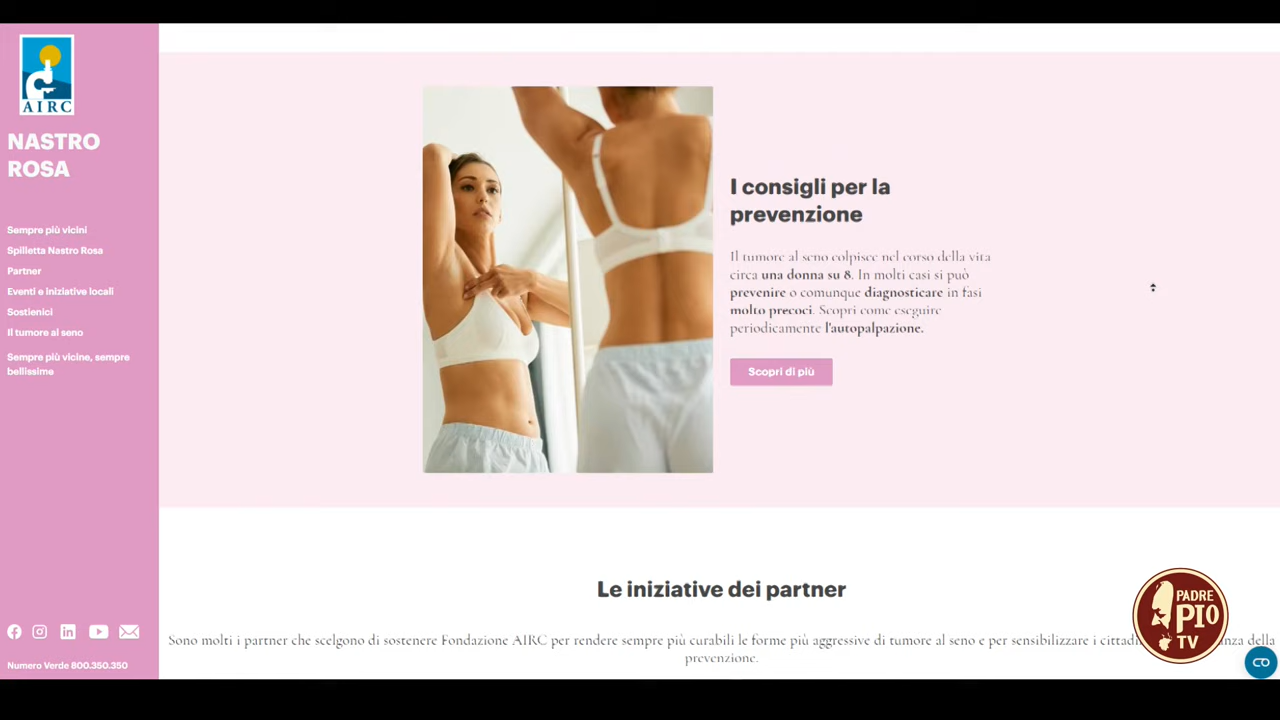 AIRC
NASTRO
ROSA
Sempre più vicini
Spilletta Nastro Rosa
Partner
Eventi e iniziative locali
Sostienici
Il tumore al seno
Sempre più vicine, sempre
bellissime
Numero Verde 800.350.350
I consigli per la
prevenzione
Il tumore al seno colpisce nel corso della vita
circa una donna su 8. In molti casi si può
prevenire o comunque diagnosticare in fasi
molto precoci. Scopri come eseguire
periodicamente l'autopalpazione.
Scopri di più
Le iniziative dei partner
Sono molti i partner che scelgono di sostenere Fondazione AIRC per rendere sempre più curabili le forme più aggressive di tumore al seno e per sensibilizzare i della
prevenzione.
PADRE
PIO
TV